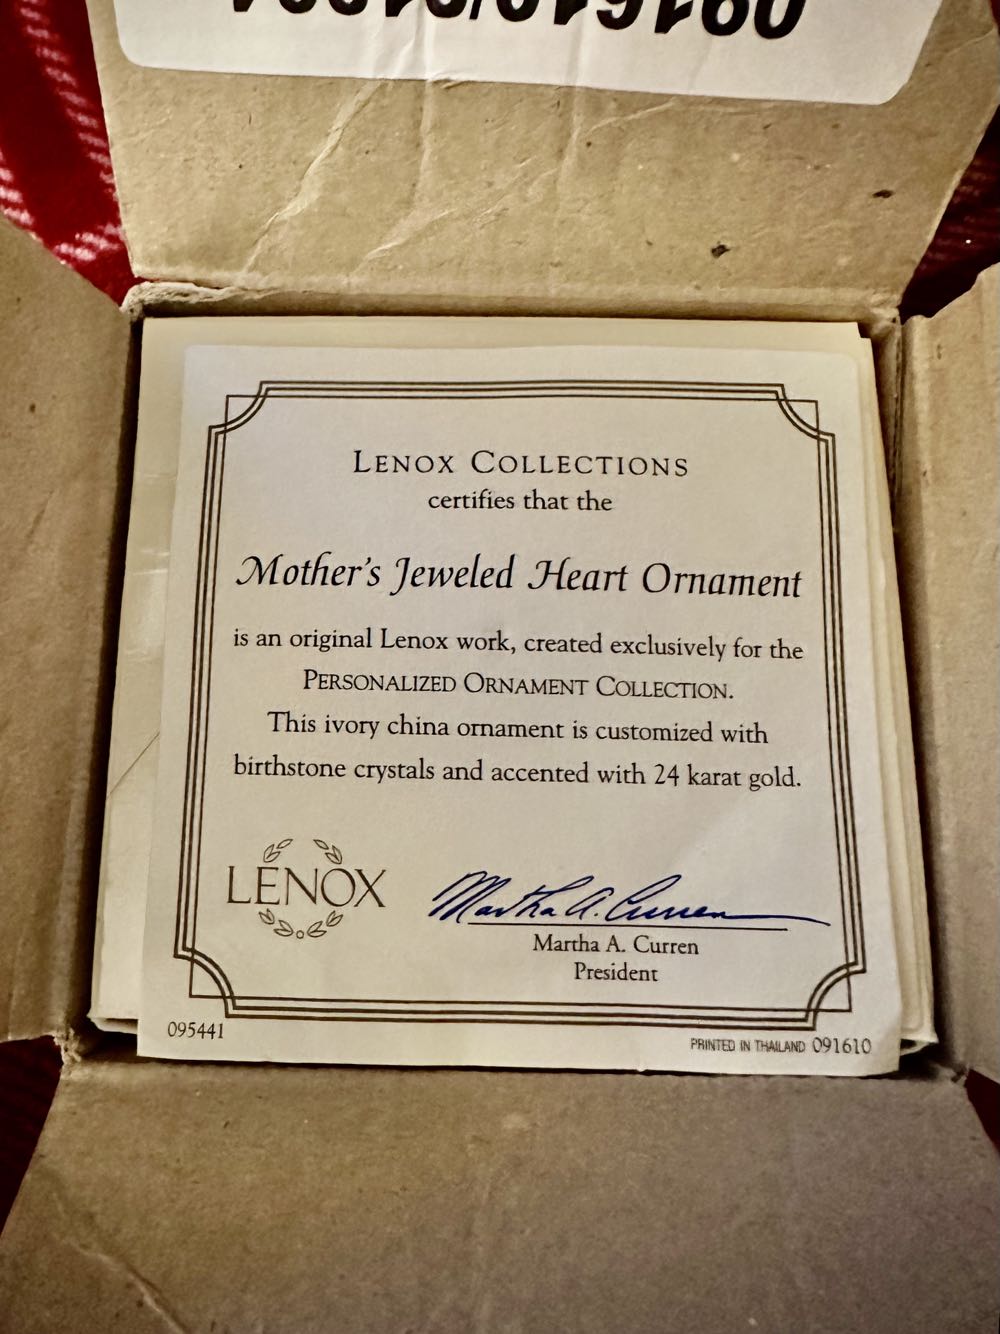 LENOX COLLECTIONS
certifies that the
Mother's Jeweled Heart Ornament
is an original Lenox work, created exclusively for the
PERSONALIZED ORNAMENT COLLECTION.
This ivory china ornament is customized with
birthstone crystals and accented with 24 karat gold.
LENOX
Martha A. Curren
Martha A. Curren
President
095441
PRINTED IN THAILAND 091610